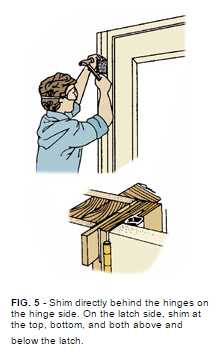 FIG. 5 - Shim directly behind the hinges on
the hinge side. On the latch side, shim at
the top, bottom, and both above and
below the latch.